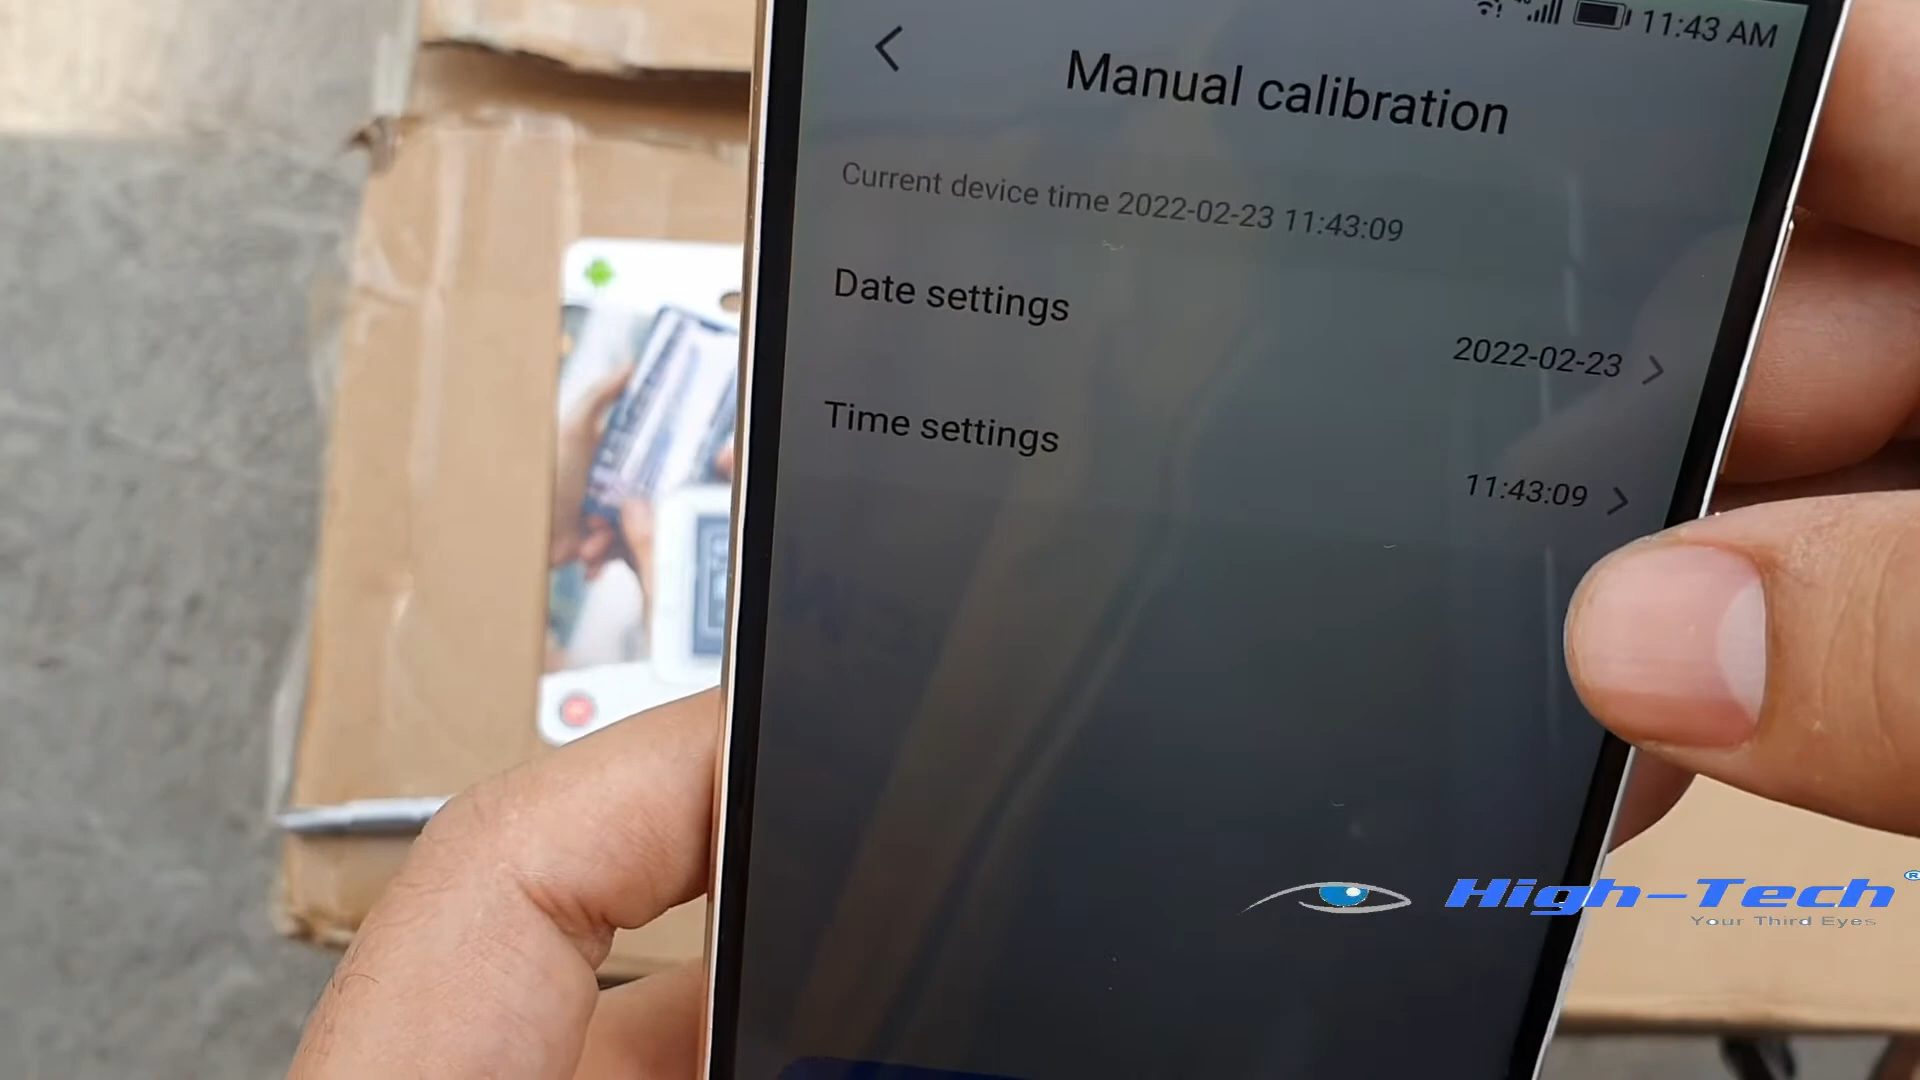 11:43 AM
Manual calibration
Current device time 2022-02-23 11:43:09
Date settings
2022-02-23
Time settings
11:43:09
High-Tech®
Your Third Eyes